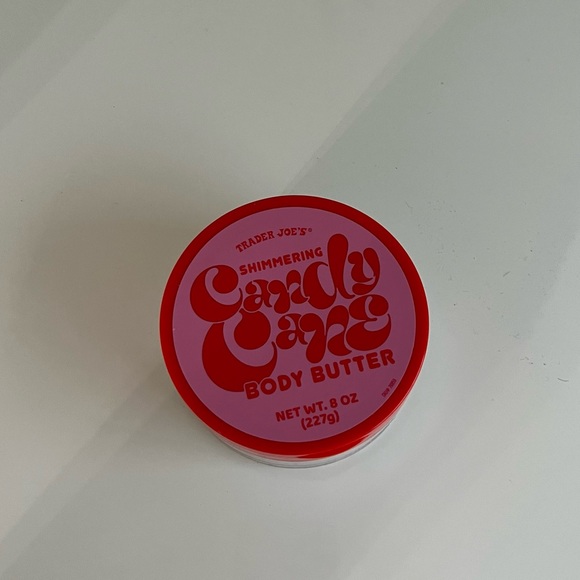 TRADER JOE'S®
SHIMMERING
Candy
Cane
BODY BUTTER
NET WT. 8 OZ
(227g)